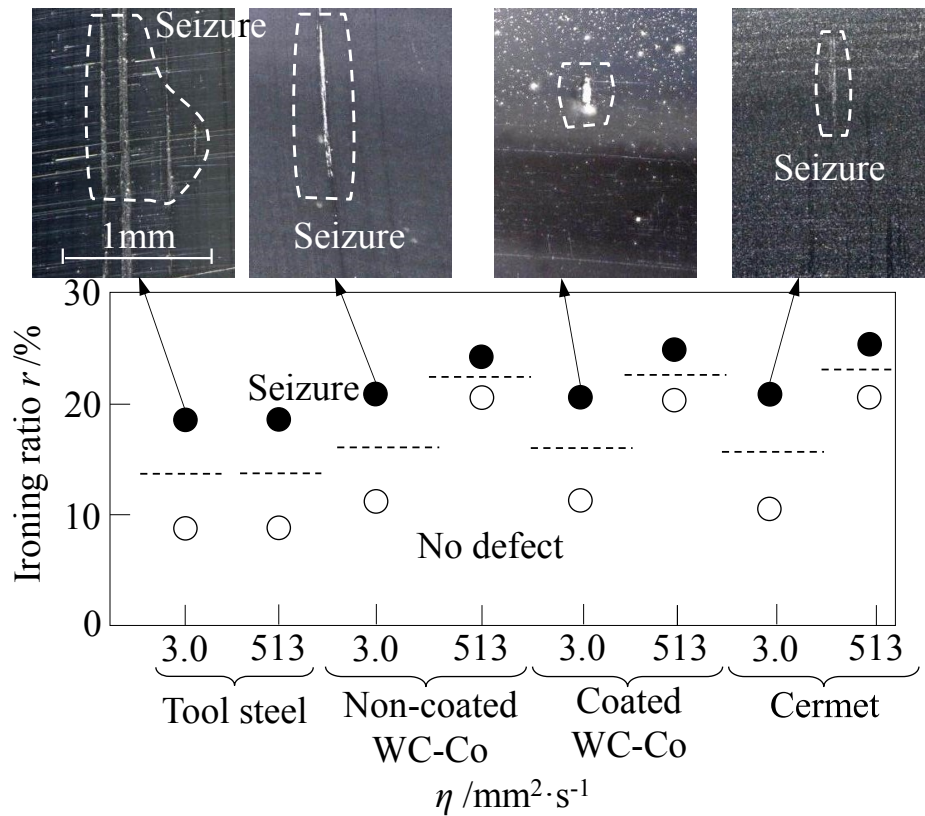 Seizure
1mm
Seizure
Seizure
30
20
10
0
Ironing ratio r /%
Seizure
No defect
3.0 513 3.0 513 3.0 513 3.0 513
Tool steel
Non-coated
WC-Co
Coated
WC-Co
Cermet
η /mm²·s⁻¹